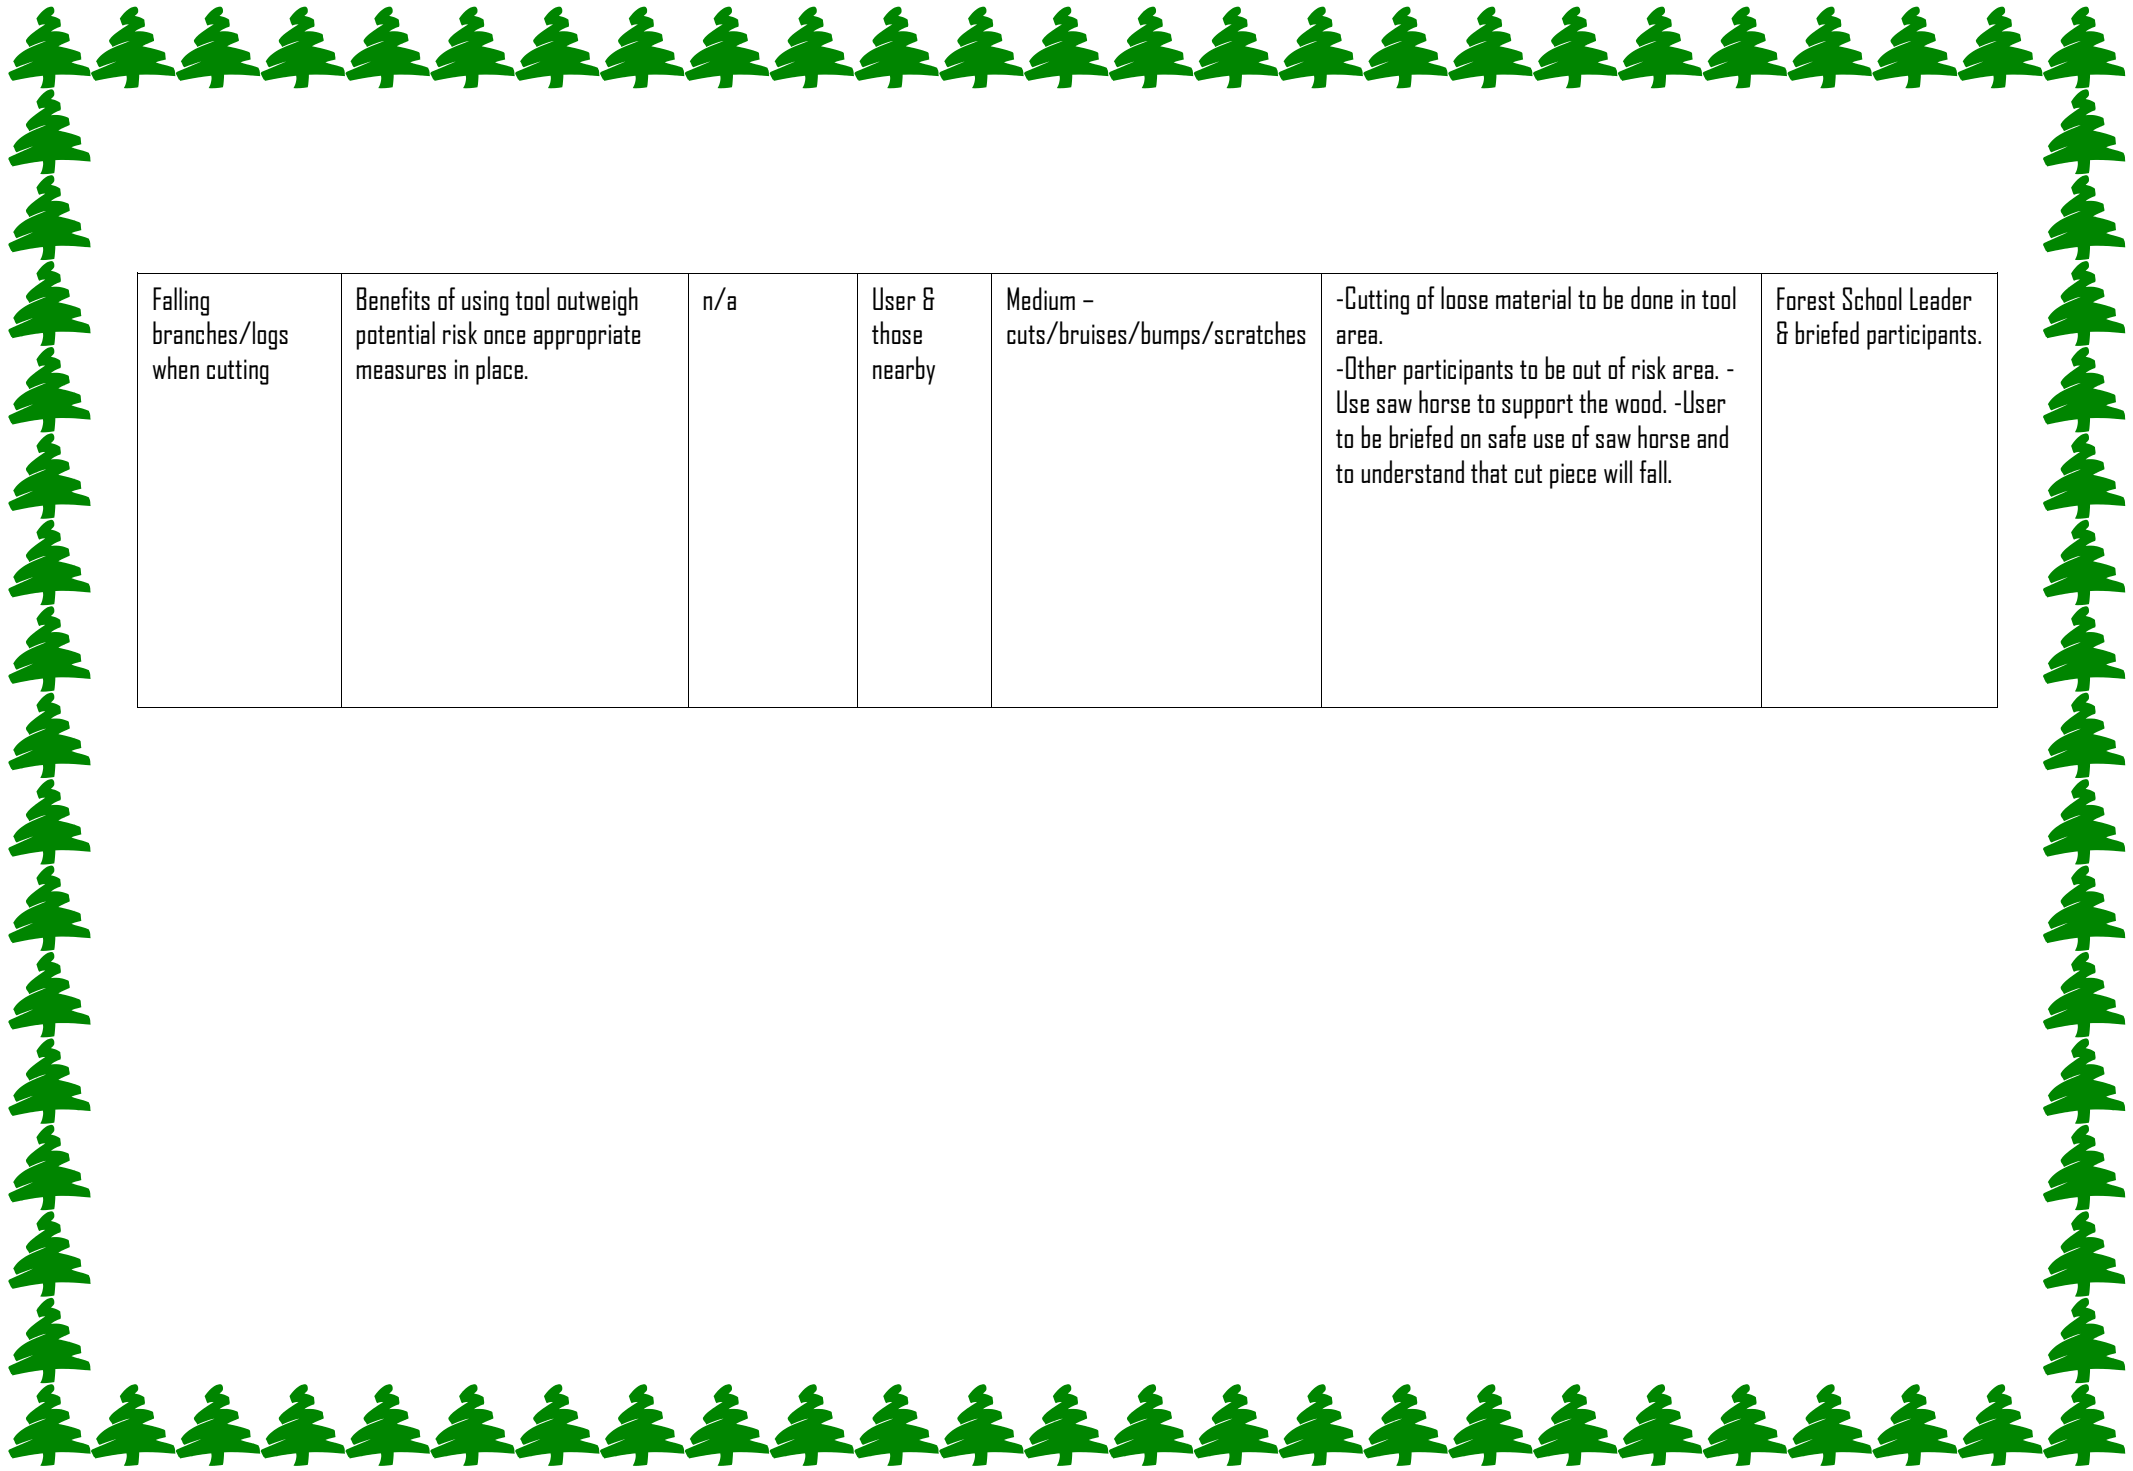 Falling
branches/logs
when cutting
Benefits of using tool outweigh
potential risk once appropriate
measures in place.
n/a
User &
those
nearby
Medium –
cuts/bruises/bumps/scratches
-Cutting of loose material to be done in tool
area.
-Other participants to be out of risk area. -
Use saw horse to support the wood. -User
to be briefed on safe use of saw horse and
to understand that cut piece will fall.
Forest School Leader
& briefed participants.